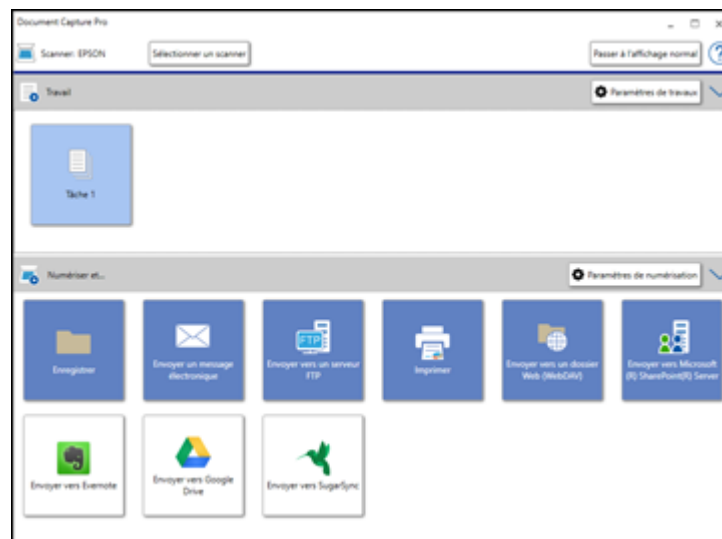 Document Capture Pro
Scanner: EPSON
Sélectionner un scanner
Passer à l'affichage normal
?
Travail
Paramètres de travaux
Tâche 1
Numériser et...
Paramètres de numérisation
Enregistrer
Envoyer un message
électronique
FTP
Envoyer vers un serveur
FTP
Imprimer
Envoyer vers un dossier
Web (WebDAV)
Envoyer vers Microsoft
(R) SharePoint(R) Server
Envoyer vers Evernote
Envoyer vers Google
Drive
Envoyer vers SugarSync